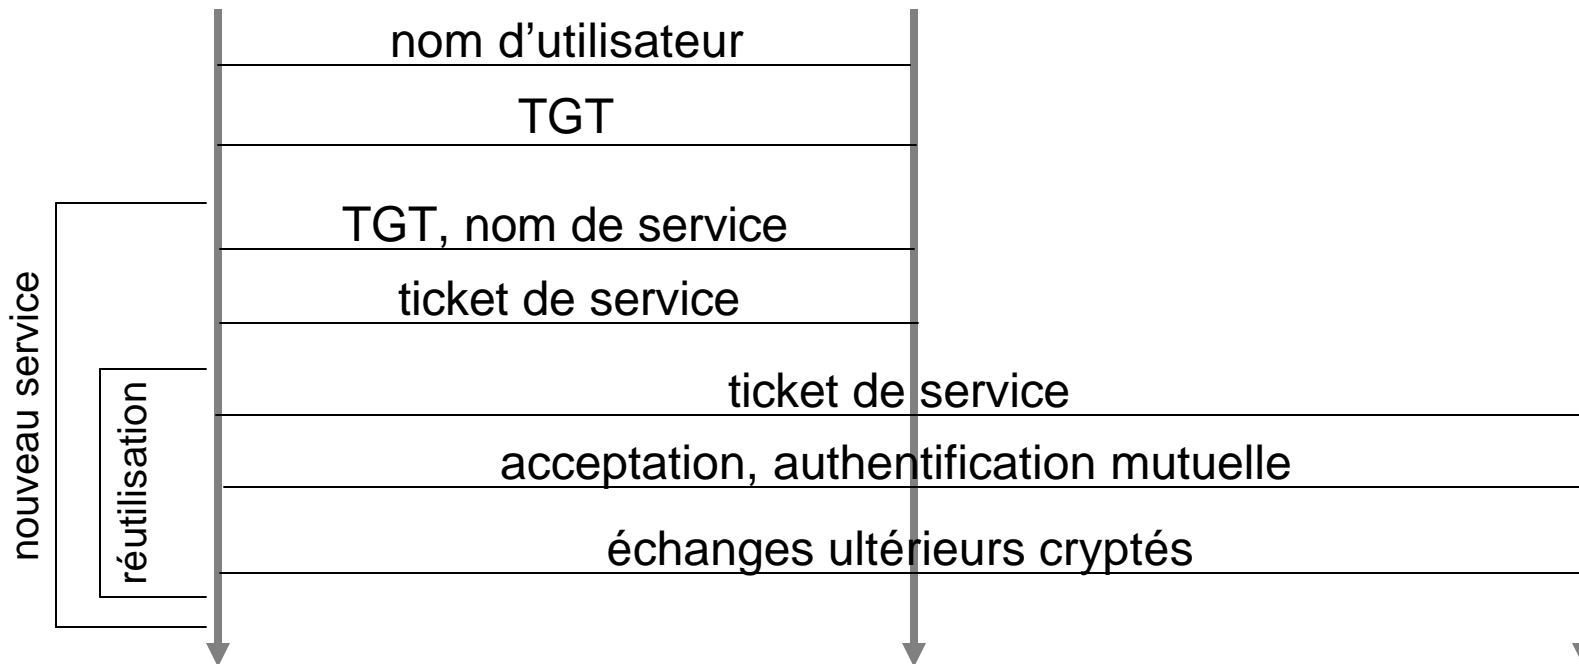 nom d’utilisateur
TGT
TGT, nom de service
ticket de service
ticket de service
acceptation, authentification mutuelle
échanges ultérieurs cryptés
nouveau service
réutilisation